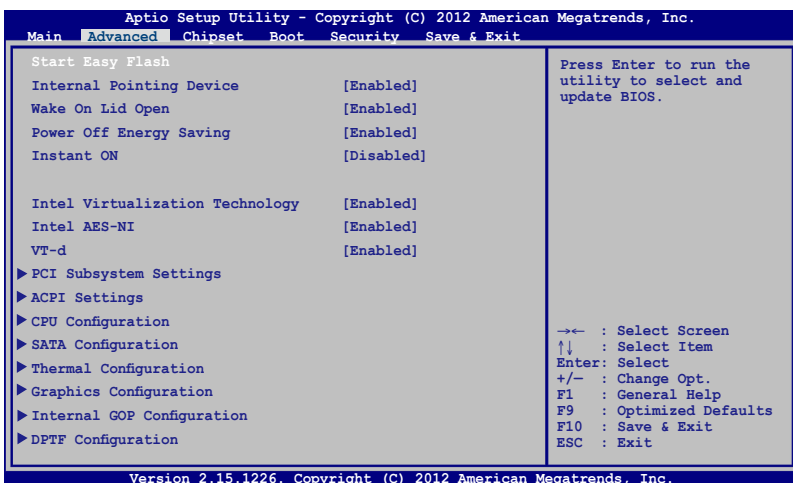 Aptio Setup Utility - Copyright (C) 2012 American Megatrends, Inc.
Main Advanced Chipset Boot Security Save & Exit
Start Easy Flash
Internal Pointing Device [Enabled]
Wake On Lid Open [Enabled]
Power Off Energy Saving [Enabled]
Instant ON [Disabled]
Intel Virtualization Technology [Enabled]
Intel AES-NI [Enabled]
VT-d [Enabled]
PCI Subsystem Settings
ACPI Settings
CPU Configuration
SATA Configuration
Thermal Configuration
Graphics Configuration
Internal GOP Configuration
DPTF Configuration
Press Enter to run the
utility to select and
update BIOS.
→← : Select Screen
↑↓ : Select Item
Enter: Select
+/— : Change Opt.
F1 : General Help
F9 : Optimized Defaults
F10 : Save & Exit
ESC : Exit
Version 2.15.1226. Copyright (C) 2012 American Megatrends, Inc.